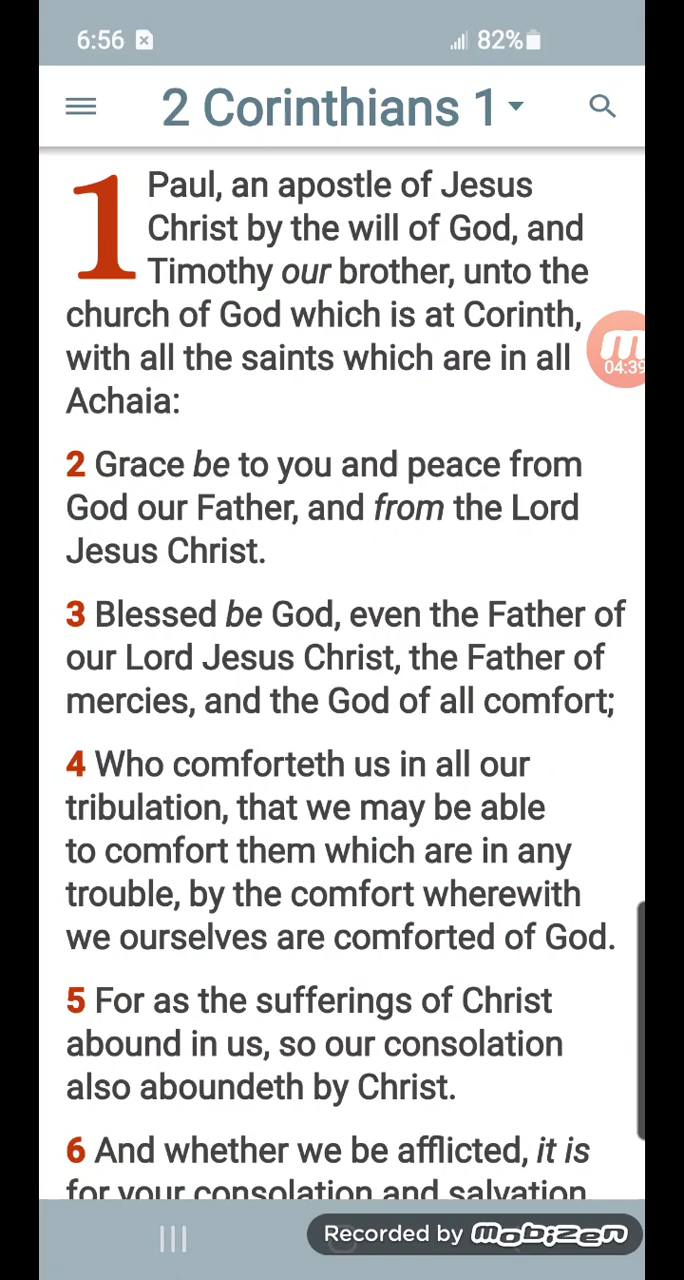 6:56 82%
2 Corinthians 1
1 Paul, an apostle of Jesus
Christ by the will of God, and
Timothy our brother, unto the
church of God which is at Corinth,
with all the saints which are in all
Achaia:
04:39
2 Grace be to you and peace from
God our Father, and from the Lord
Jesus Christ.
3 Blessed be God, even the Father of
our Lord Jesus Christ, the Father of
mercies, and the God of all comfort;
4 Who comforteth us in all our
tribulation, that we may be able
to comfort them which are in any
trouble, by the comfort wherewith
we ourselves are comforted of God.
5 For as the sufferings of Christ
abound in us, so our consolation
also aboundeth by Christ.
6 And whether we be afflicted, it is
for your consolation and salvation
Recorded by mobizen